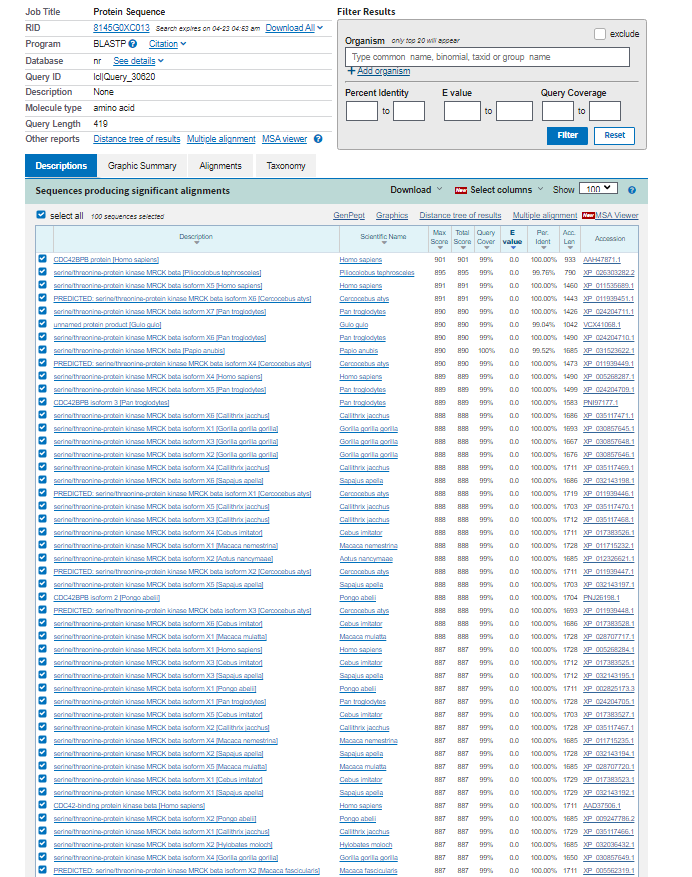 Job Title Protein Sequence
RID 8145G0XC013 Search expires on 04-23 04:53 am Download All
Program BLASTP Citation
Database nr See details
Query ID lcl|Query_30620
Description None
Molecule type amino acid
Query Length 419
Other reports Distance tree of results Multiple alignment MSA viewer
Filter Results
Organism only top 20 will appear exclude
Type common name, binomial, taxid or group name
+ Add organism
Percent Identity E value Query Coverage
to to to
Filter Reset
Descriptions Graphic Summary Alignments Taxonomy
Sequences producing significant alignments Download New Select columns Show 100
select all 100 sequences selected GenPept Graphics Distance tree of results Multiple alignment New MSA Viewer
Description Scientific Name Max Score Total Score Query Cover E value Per. Ident Acc. Len Accession
CDC42BPB protein [Homo sapiens] Homo sapiens 901 901 99% 0.0 100.00% 933 AAH47871.1
serine/threonine-protein kinase MRCK beta [Piliocolobus tephrosceles] Piliocolobus tephrosceles 895 895 99% 0.0 99.76% 790 XP_026303282.2
serine/threonine-protein kinase MRCK beta isoform X5 [Homo sapiens] Homo sapiens 891 891 99% 0.0 100.00% 1460 XP_011535689.1
PREDICTED: serine/threonine-protein kinase MRCK beta isoform X6 [Cercocebus atys] Cercocebus atys 891 891 99% 0.0 100.00% 1443 XP_011939451.1
serine/threonine-protein kinase MRCK beta isoform X7 [Pan troglodytes] Pan troglodytes 890 890 99% 0.0 100.00% 1426 XP_024204711.1
unnamed protein product [Gulo gulo] Gulo gulo 890 890 99% 0.0 99.04% 1042 VCX41068.1
serine/threonine-protein kinase MRCK beta isoform X6 [Pan troglodytes] Pan troglodytes 890 890 99% 0.0 100.00% 1490 XP_024204710.1
serine/threonine-protein kinase MRCK beta [Papio anubis] Papio anubis 890 890 100% 0.0 99.52% 1685 XP_031523622.1
PREDICTED: serine/threonine-protein kinase MRCK beta isoform X4 [Cercocebus atys] Cercocebus atys 890 890 99% 0.0 100.00% 1473 XP_011939449.1
serine/threonine-protein kinase MRCK beta isoform X4 [Homo sapiens] Homo sapiens 889 889 99% 0.0 100.00% 1490 XP_005268287.1
serine/threonine-protein kinase MRCK beta isoform X5 [Pan troglodytes] Pan troglodytes 889 889 99% 0.0 100.00% 1499 XP_024204709.1
CDC42BPB isoform 3 [Pan troglodytes] Pan troglodytes 889 889 99% 0.0 100.00% 1583 PNI97177.1
serine/threonine-protein kinase MRCK beta isoform X6 [Callithrix jacchus] Callithrix jacchus 888 888 99% 0.0 100.00% 1686 XP_035117471.1
serine/threonine-protein kinase MRCK beta isoform X1 [Gorilla gorilla gorilla] Gorilla gorilla gorilla 888 888 99% 0.0 100.00% 1693 XP_030857645.1
serine/threonine-protein kinase MRCK beta isoform X3 [Gorilla gorilla gorilla] Gorilla gorilla gorilla 888 888 99% 0.0 100.00% 1667 XP_030857648.1
serine/threonine-protein kinase MRCK beta isoform X2 [Gorilla gorilla gorilla] Gorilla gorilla gorilla 888 888 99% 0.0 100.00% 1676 XP_030857646.1
serine/threonine-protein kinase MRCK beta isoform X4 [Callithrix jacchus] Callithrix jacchus 888 888 99% 0.0 100.00% 1711 XP_035117469.1
serine/threonine-protein kinase MRCK beta isoform X6 [Sapajus apella] Sapajus apella 888 888 99% 0.0 100.00% 1686 XP_032143198.1
PREDICTED: serine/threonine-protein kinase MRCK beta isoform X1 [Cercocebus atys] Cercocebus atys 888 888 99% 0.0 100.00% 1719 XP_011939446.1
serine/threonine-protein kinase MRCK beta isoform X5 [Callithrix jacchus] Callithrix jacchus 888 888 99% 0.0 100.00% 1703 XP_035117470.1
serine/threonine-protein kinase MRCK beta isoform X3 [Callithrix jacchus] Callithrix jacchus 888 888 99% 0.0 100.00% 1712 XP_035117468.1
serine/threonine-protein kinase MRCK beta isoform X4 [Cebus imitator] Cebus imitator 888 888 99% 0.0 100.00% 1711 XP_017383526.1
serine/threonine-protein kinase MRCK beta isoform X1 [Macaca nemestrina] Macaca nemestrina 888 888 99% 0.0 100.00% 1728 XP_011715232.1
serine/threonine-protein kinase MRCK beta isoform X2 [Aotus nancymaae] Aotus nancymaae 888 888 99% 0.0 100.00% 1685 XP_012326621.1
PREDICTED: serine/threonine-protein kinase MRCK beta isoform X2 [Cercocebus atys] Cercocebus atys 888 888 99% 0.0 100.00% 1711 XP_011939447.1
serine/threonine-protein kinase MRCK beta isoform X5 [Sapajus apella] Sapajus apella 888 888 99% 0.0 100.00% 1703 XP_032143197.1
CDC42BPB isoform 2 [Pongo abelii] Pongo abelii 888 888 99% 0.0 100.00% 1704 PNJ26198.1
PREDICTED: serine/threonine-protein kinase MRCK beta isoform X3 [Cercocebus atys] Cercocebus atys 888 888 99% 0.0 100.00% 1693 XP_011939448.1
serine/threonine-protein kinase MRCK beta isoform X6 [Cebus imitator] Cebus imitator 888 888 99% 0.0 100.00% 1686 XP_017383528.1
serine/threonine-protein kinase MRCK beta isoform X1 [Macaca mulatta] Macaca mulatta 888 888 99% 0.0 100.00% 1728 XP_028707717.1
serine/threonine-protein kinase MRCK beta isoform X1 [Homo sapiens] Homo sapiens 887 887 99% 0.0 100.00% 1728 XP_005268284.1
serine/threonine-protein kinase MRCK beta isoform X3 [Cebus imitator] Cebus imitator 887 887 99% 0.0 100.00% 1712 XP_017383525.1
serine/threonine-protein kinase MRCK beta isoform X3 [Sapajus apella] Sapajus apella 887 887 99% 0.0 100.00% 1712 XP_032143195.1
serine/threonine-protein kinase MRCK beta isoform X1 [Pongo abelii] Pongo abelii 887 887 99% 0.0 100.00% 1711 XP_002825173.3
serine/threonine-protein kinase MRCK beta isoform X1 [Pan troglodytes] Pan troglodytes 887 887 99% 0.0 100.00% 1728 XP_024204705.1
serine/threonine-protein kinase MRCK beta isoform X5 [Cebus imitator] Cebus imitator 887 887 99% 0.0 100.00% 1703 XP_017383527.1
serine/threonine-protein kinase MRCK beta isoform X2 [Callithrix jacchus] Callithrix jacchus 887 887 99% 0.0 100.00% 1728 XP_035117467.1
serine/threonine-protein kinase MRCK beta isoform X4 [Macaca nemestrina] Macaca nemestrina 887 887 99% 0.0 100.00% 1685 XP_011715235.1
serine/threonine-protein kinase MRCK beta isoform X2 [Sapajus apella] Sapajus apella 887 887 99% 0.0 100.00% 1728 XP_032143194.1
serine/threonine-protein kinase MRCK beta isoform X5 [Macaca mulatta] Macaca mulatta 887 887 99% 0.0 100.00% 1685 XP_028707720.1
serine/threonine-protein kinase MRCK beta isoform X1 [Cebus imitator] Cebus imitator 887 887 99% 0.0 100.00% 1729 XP_017383523.1
serine/threonine-protein kinase MRCK beta isoform X1 [Sapajus apella] Sapajus apella 887 887 99% 0.0 100.00% 1729 XP_032143192.1
CDC42-binding protein kinase beta [Homo sapiens] Homo sapiens 887 887 99% 0.0 100.00% 1711 AAD37506.1
serine/threonine-protein kinase MRCK beta isoform X2 [Pongo abelii] Pongo abelii 887 887 99% 0.0 100.00% 1685 XP_009247786.2
serine/threonine-protein kinase MRCK beta isoform X1 [Callithrix jacchus] Callithrix jacchus 887 887 99% 0.0 100.00% 1729 XP_035117466.1
serine/threonine-protein kinase MRCK beta isoform X2 [Hylobates moloch] Hylobates moloch 887 887 99% 0.0 100.00% 1685 XP_032036432.1
serine/threonine-protein kinase MRCK beta isoform X4 [Gorilla gorilla gorilla] Gorilla gorilla gorilla 887 887 99% 0.0 100.00% 1650 XP_030857649.1
PREDICTED: serine/threonine-protein kinase MRCK beta isoform X2 [Macaca fascicularis] Macaca fascicularis 887 887 99% 0.0 100.00% 1711 XP_005562319.1